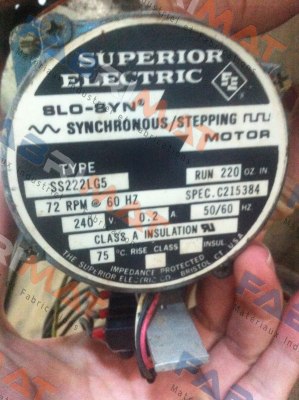 SUPERIOR
ELECTRIC
SE
SLO-SYN
SYNCHRONOUS/STEPPING
MOTOR
TYPE
SS222LG5
RUN 220 OZ. IN
SPEC. C215384
72 RPM @ 60 HZ
240 V. 0.2 A. 50/60 HZ
CLASS A INSULATION
75 °C. RISE CLASS INSUL.
IMPEDANCE PROTECTED
THE SUPERIOR ELECTRIC CO. BRISTOL, CT. U.S.A.